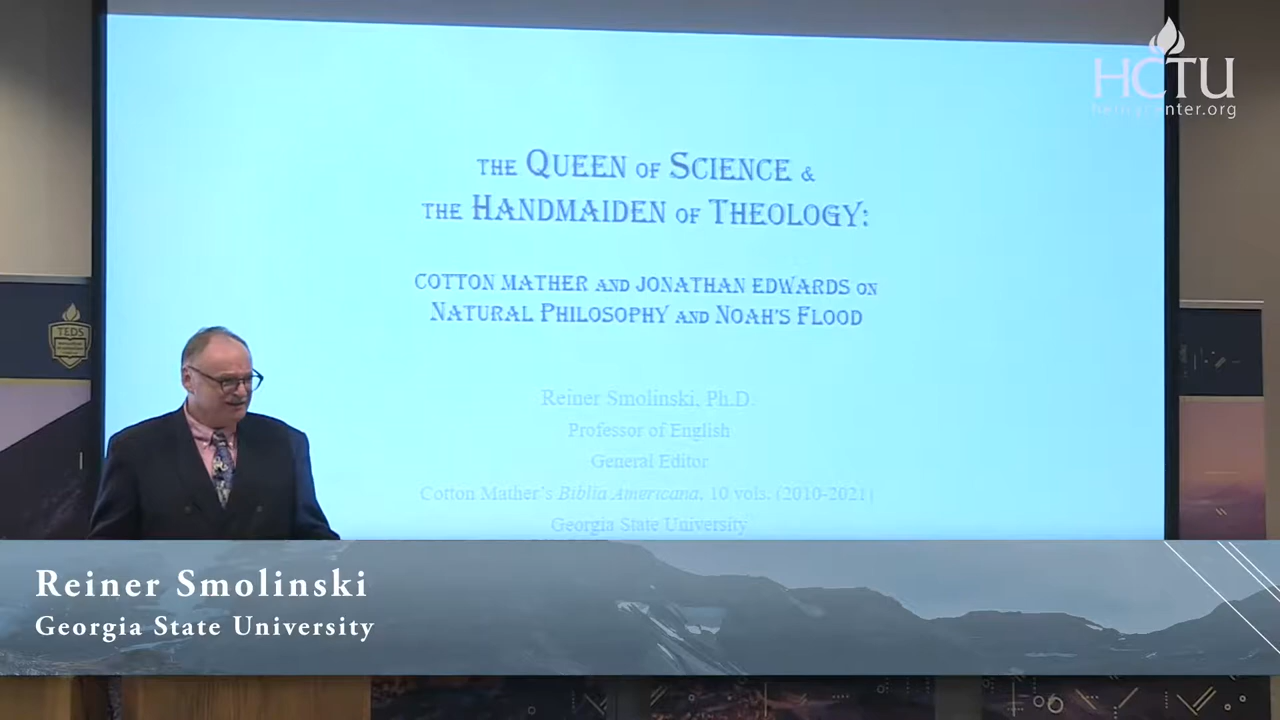 HCTU
henrycenter.org
THE QUEEN OF SCIENCE &
THE HANDMAIDEN OF THEOLOGY:
COTTON MATHER AND JONATHAN EDWARDS ON
NATURAL PHILOSOPHY AND NOAH'S FLOOD
TEDS
Reiner Smolinski, Ph.D.
Professor of English
General Editor
Cotton Mather's Biblia Americana, 10 vols. (2010-2021)
Georgia State University
Reiner Smolinski
Georgia State University